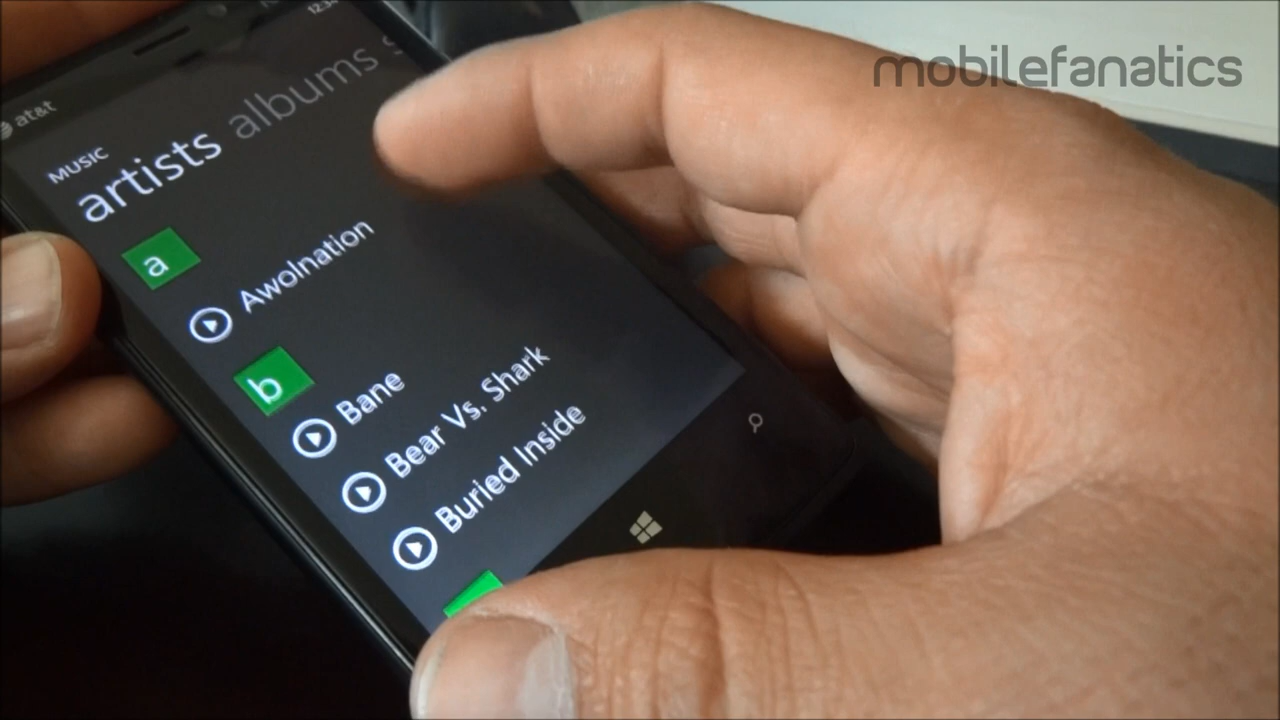 mobilefanatics
at&t
MUSIC
artists albums s
a
Awolnation
b
Bane
Bear Vs. Shark
Buried Inside